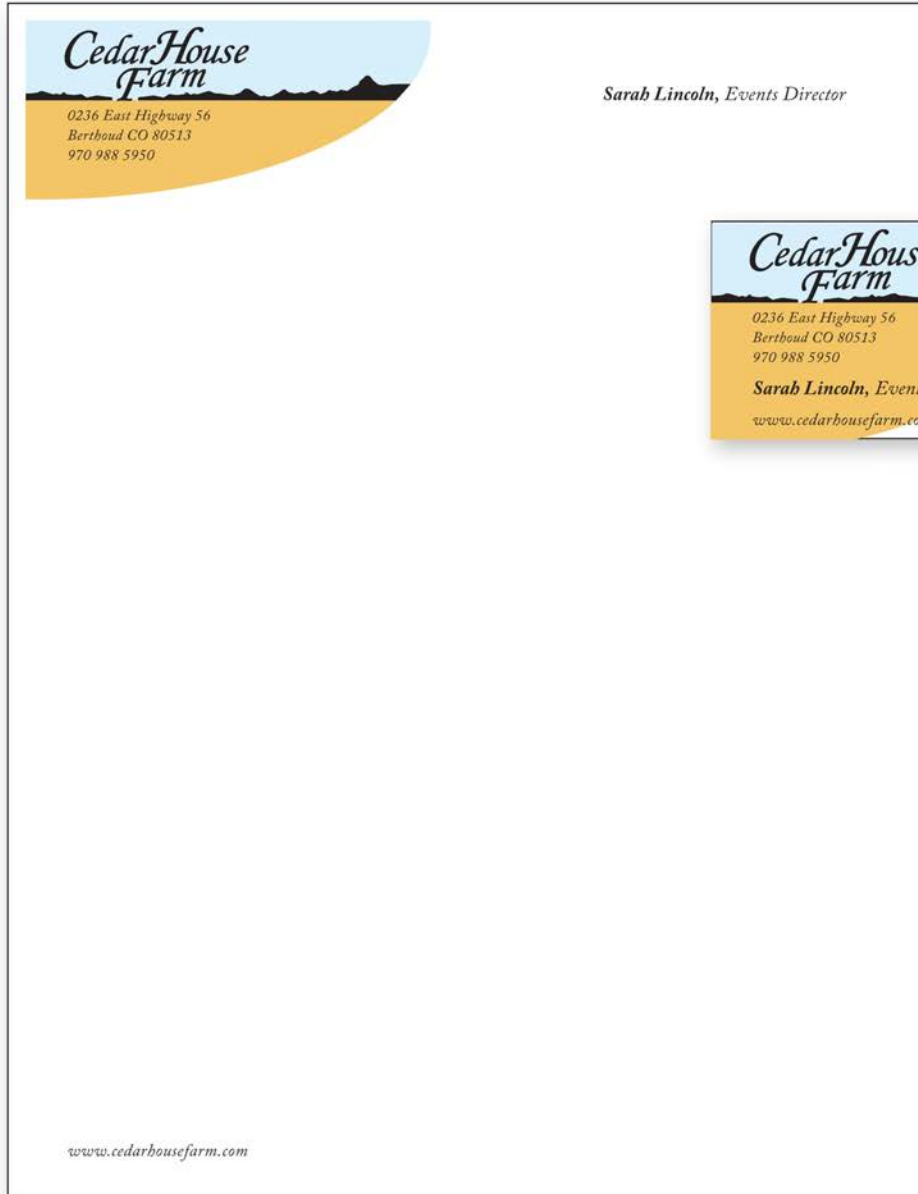 Cedar House
Farm
0236 East Highway 56
Berthoud CO 80513
970 988 5950
Sarah Lincoln, Events Director
Cedar Hous
Farm
0236 East Highway 56
Berthoud CO 80513
970 988 5950
Sarah Lincoln, Event
www.cedarhousefarm.co
www.cedarhousefarm.com